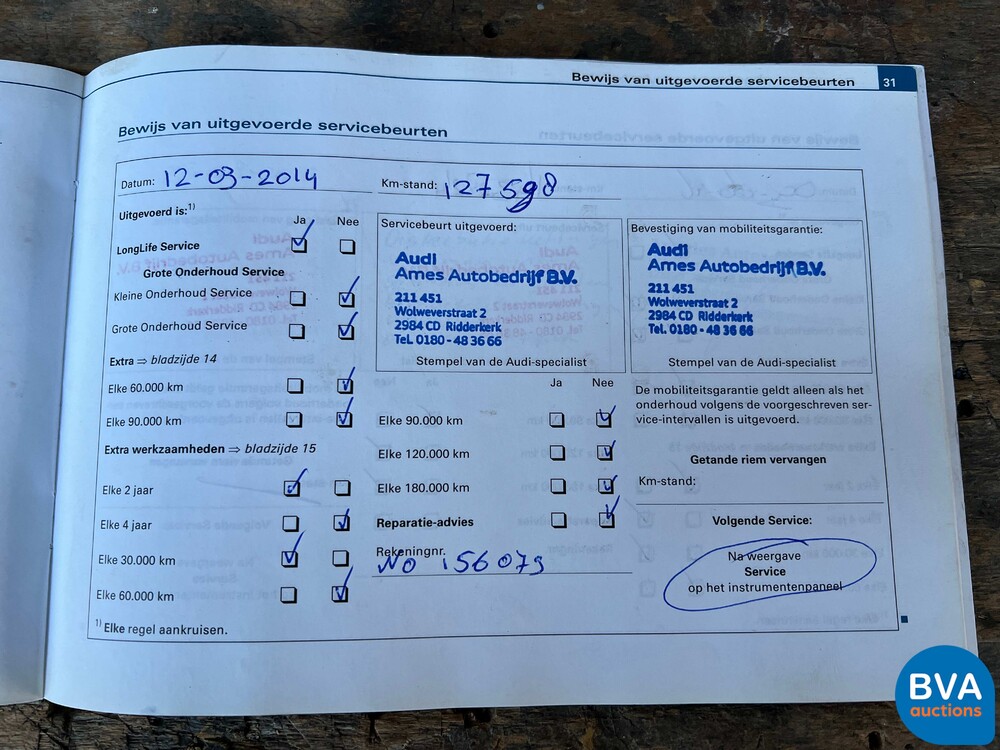 Bewijs van uitgevoerde servicebeurten 31
Bewijs van uitgevoerde servicebeurten
Datum: 12-09-2014
Km-stand: 127598
Uitgevoerd is:1)
Ja Nee
LongLife Service
Grote Onderhoud Service
Kleine Onderhoud Service
Grote Onderhoud Service
Extra ⇒ bladzijde 14
Elke 60.000 km
Elke 90.000 km
Extra werkzaamheden ⇒ bladzijde 15
Elke 2 jaar
Elke 4 jaar
Elke 30.000 km
Elke 60.000 km
1) Elke regel aankruisen.
Servicebeurt uitgevoerd:
Audi
Ames Autobedrijf B.V.
211 451
Wolweverstraat 2
2984 CD Ridderkerk
Tel. 0180 - 48 36 66
Stempel van de Audi-specialist
Ja Nee
Elke 90.000 km
Elke 120.000 km
Elke 180.000 km
Reparatie-advies
Rekeningnr.
No 156079
Bevestiging van mobiliteitsgarantie:
Audi
Ames Autobedrijf B.V.
211 451
Wolweverstraat 2
2984 CD Ridderkerk
Tel. 0180 - 48 36 66
Stempel van de Audi-specialist
De mobiliteitsgarantie geldt alleen als het
onderhoud volgens de voorgeschreven ser-
vice-intervallen is uitgevoerd.
Getande riem vervangen
Km-stand:
Volgende Service:
Na weergave
Service
op het instrumentenpaneel
BVA
auctions